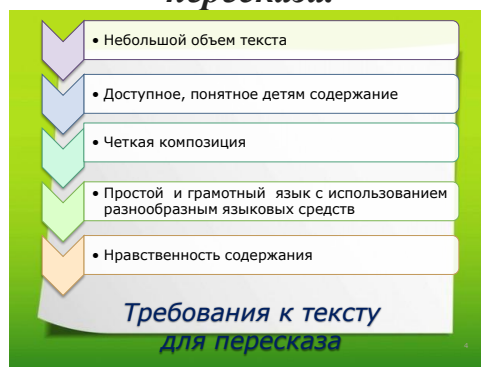 пересказа.
• Небольшой объем текста
• Доступное, понятное детям содержание
• Четкая композиция
• Простой и грамотный язык с использованием
разнообразным языковых средств
• Нравственность содержания
Требования к тексту
для пересказа
4